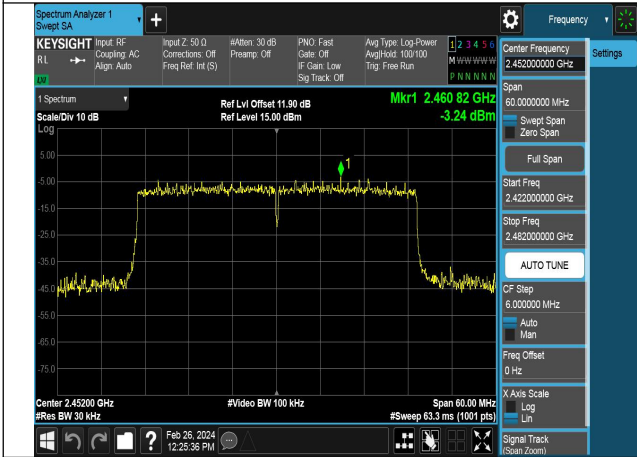 Spectrum Analyzer 1
Swept SA
+
Frequency
KEYSIGHT
RL
Input: RF
Coupling: AC
Align: Auto
Input Z: 50 Ω
Corrections: Off
Freq Ref: Int (S)
#Atten: 30 dB
Preamp: Off
PNO: Fast
Gate: Off
IF Gain: Low
Sig Track: Off
Avg Type: Log-Power
Avg|Hold: 100/100
Trig: Free Run
1 2 3 4 5 6
M W W W W W
P N N N N N
Center Frequency
2.452000000 GHz
Settings
Span
60.0000000 MHz
Swept Span
Zero Span
Full Span
Start Freq
2.422000000 GHz
Stop Freq
2.482000000 GHz
AUTO TUNE
CF Step
6.000000 MHz
Auto
Man
Freq Offset
0 Hz
X Axis Scale
Log
Lin
Signal Track
(Span Zoom)
1 Spectrum
Scale/Div 10 dB
Log
Ref Lvl Offset 11.90 dB
Ref Level 15.00 dBm
Mkr1 2.460 82 GHz
-3.24 dBm
1
5.00
-5.00
-15.0
-25.0
-35.0
-45.0
-55.0
-65.0
-75.0
Center 2.45200 GHz
#Res BW 30 kHz
#Video BW 100 kHz
Span 60.00 MHz
#Sweep 63.3 ms (1001 pts)
?
Feb 26, 2024
12:25:36 PM